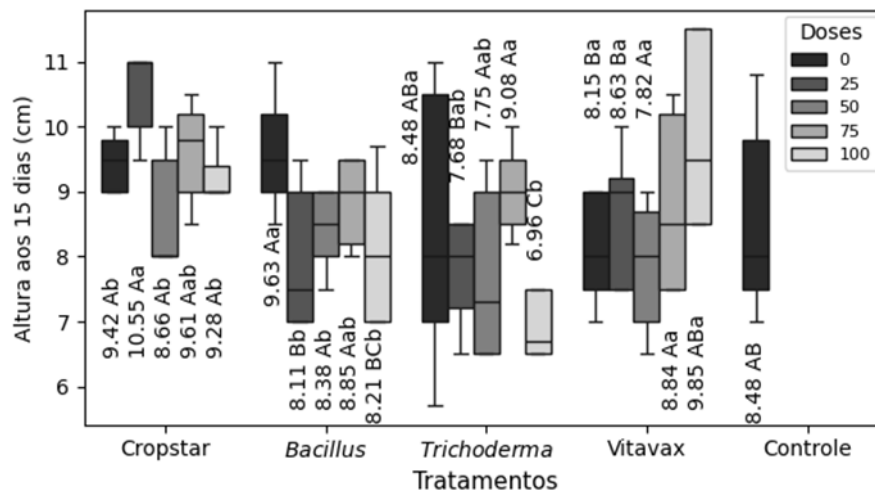 Altura aos 15 dias (cm)
11
10
9
8
7
6
9.42 Ab
10.55 Aa
8.66 Ab
9.61 Aab
9.28 Ab
9.63 Aa
8.11 Bb
8.38 Ab
8.85 Aab
8.21 BCb
8.48 ABa
7.68 Bab
7.75 Aab
9.08 Aa
6.96 Cb
8.15 Ba
8.63 Ba
7.82 Aa
8.84 Aa
9.85 ABa
8.48 AB
Doses
0
25
50
75
100
Cropstar
Bacillus
Trichoderma
Vitavax
Controle
Tratamentos